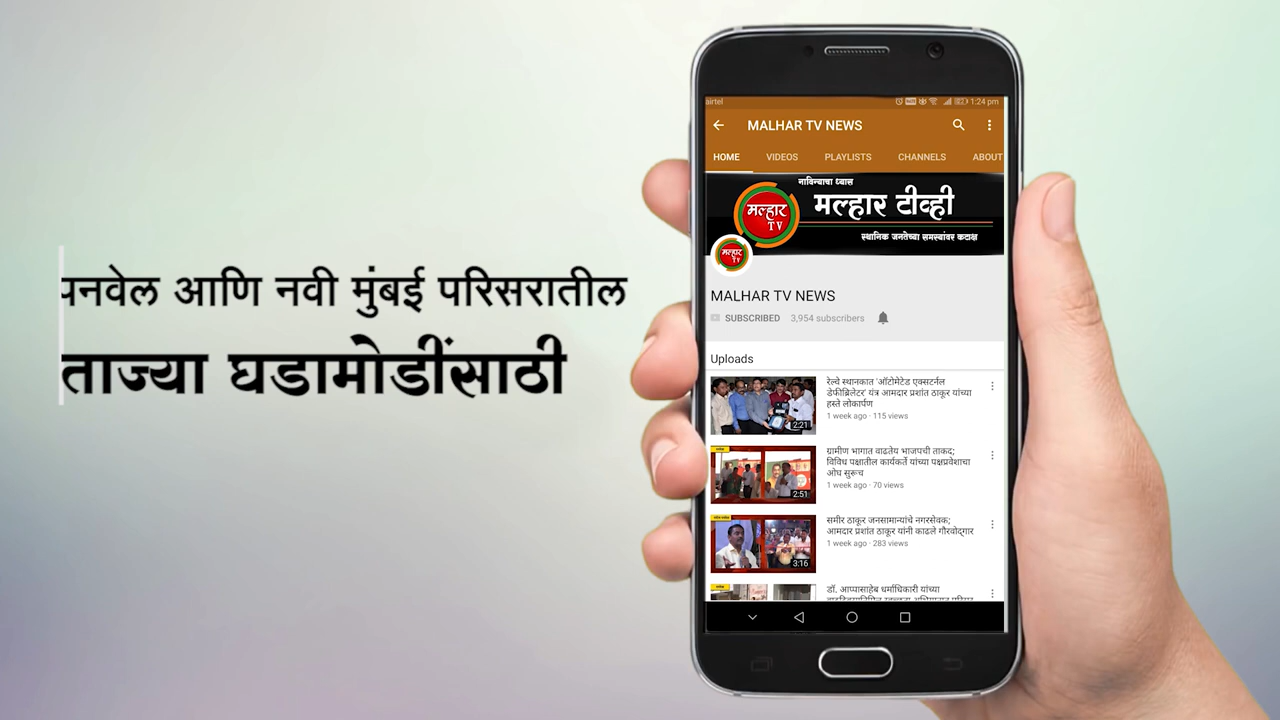 पनवेल आणि नवी मुंबई परिसरातील
ताज्या घडामोडींसाठी
airtel
1:24 pm
MALHAR TV NEWS
HOME VIDEOS PLAYLISTS CHANNELS ABOUT
नाविन्याचा ध्यास
मल्हार टीव्ही
मल्हार
TV
स्थानिक जनतेच्या समस्यांवर कटाक्ष
मल्हार
TV
MALHAR TV NEWS
SUBSCRIBED 3,954 subscribers
Uploads
रेल्वे स्थानकात 'ऑटोमेटेड एक्सटर्नल
डेफीब्रिलेटर' यंत्र आमदार प्रशांत ठाकूर यांच्या
हस्ते लोकार्पण
1 week ago · 115 views
2:21
ग्रामीण भागात वाढतेय भाजपची ताकद;
विविध पक्षातील कार्यकर्ते यांच्या पक्षप्रवेशाचा
ओघ सुरूच
1 week ago · 70 views
2:51
समीर ठाकूर जनसामान्यांचे नगरसेवक;
आमदार प्रशांत ठाकूर यांनी काढले गौरवोद्गार
1 week ago · 283 views
3:16
डॉ. आप्पासाहेब धर्माधिकारी यांच्या